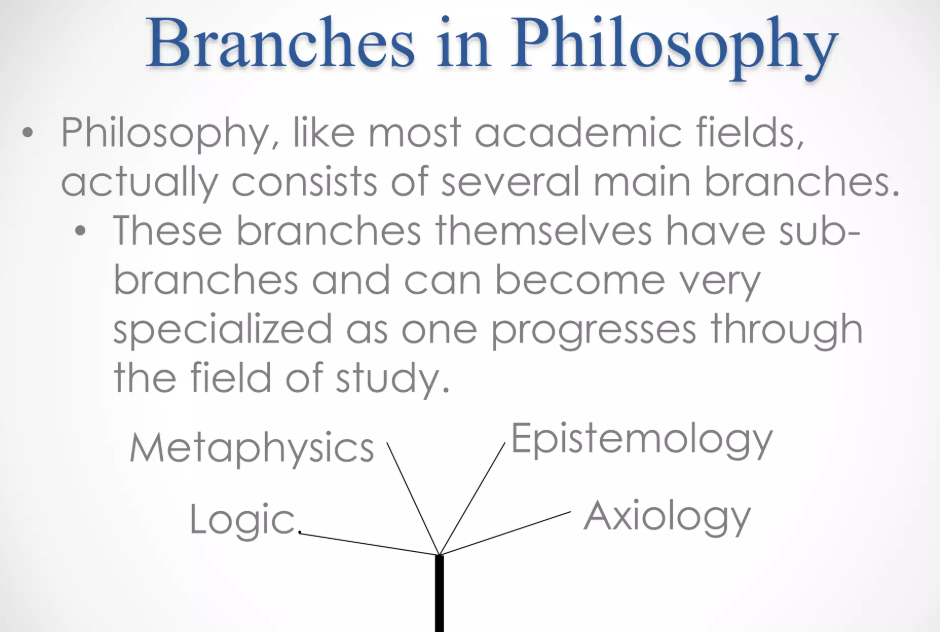 Branches in Philosophy
• Philosophy, like most academic fields,
actually consists of several main branches.
• These branches themselves have sub-
branches and can become very
specialized as one progresses through
the field of study.
Metaphysics
Epistemology
Logic.
Axiology